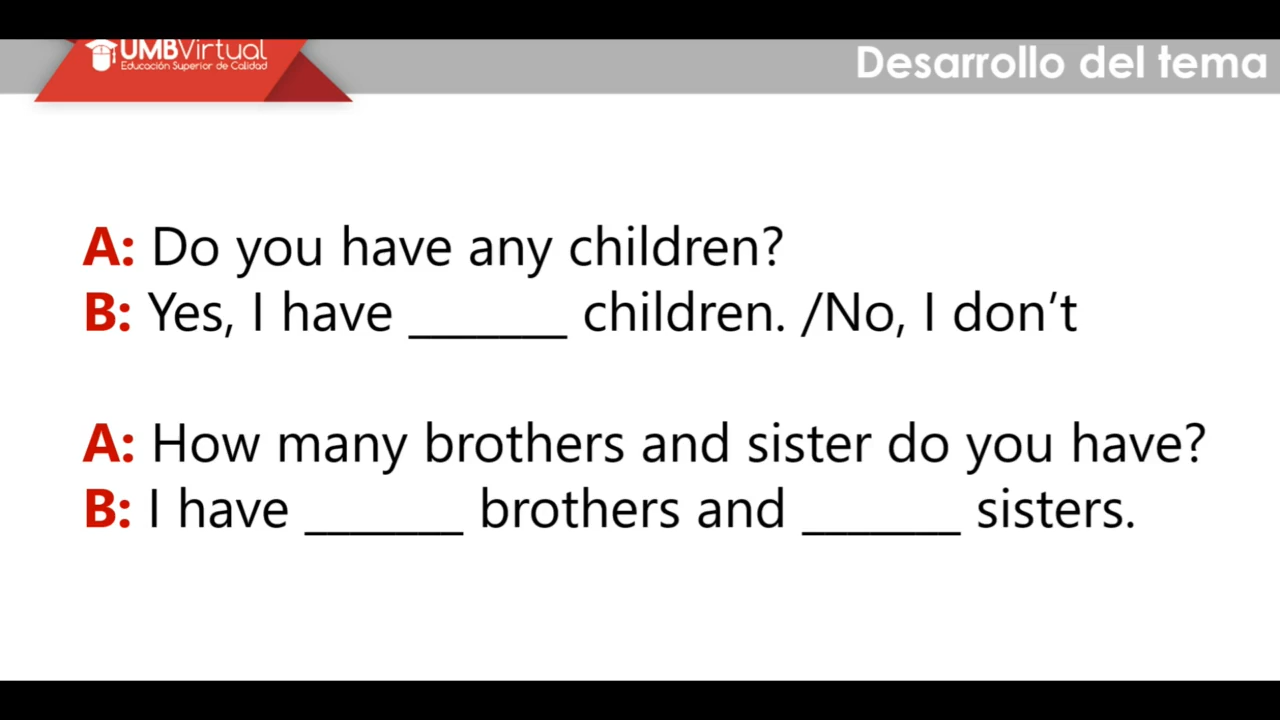 UMBVirtual
Educación Superior de Calidad
Desarrollo del tema
A: Do you have any children?
B: Yes, I have _______ children. /No, I don’t
A: How many brothers and sister do you have?
B: I have _______ brothers and _______ sisters.